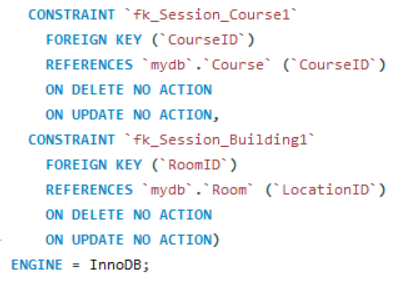 CONSTRAINT `fk_Session_Course1`
FOREIGN KEY (`CourseID`)
REFERENCES `mydb`.`Course` (`CourseID`)
ON DELETE NO ACTION
ON UPDATE NO ACTION,
CONSTRAINT `fk_Session_Building1`
FOREIGN KEY (`RoomID`)
REFERENCES `mydb`.`Room` (`LocationID`)
ON DELETE NO ACTION
ON UPDATE NO ACTION)
ENGINE = InnoDB;